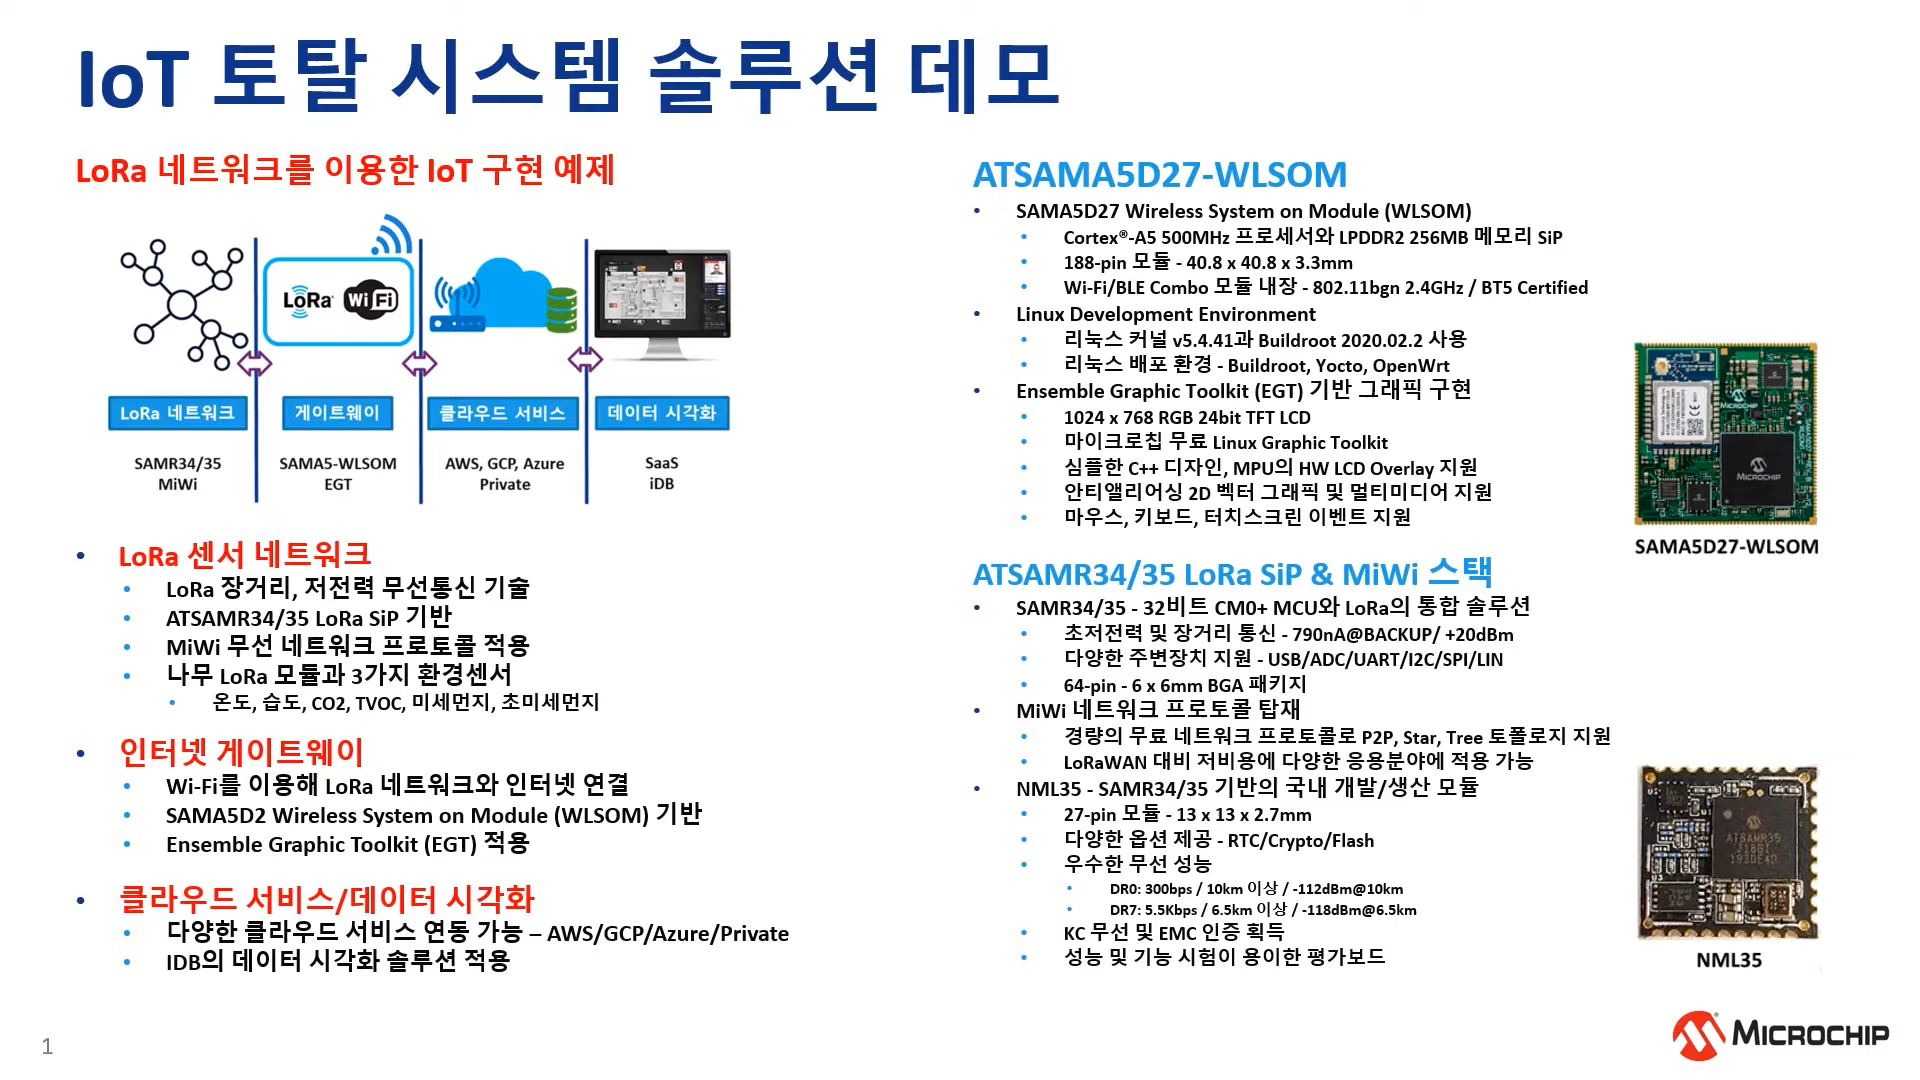 IoT 토탈 시스템 솔루션 데모
LoRa 네트워크를 이용한 IoT 구현 예제
LoRa WiFi
LoRa 네트워크
게이트웨이
클라우드 서비스
데이터 시각화
SAMR34/35
MiWi
SAMA5-WLSOM
EGT
AWS, GCP, Azure
Private
SaaS
iDB
• LoRa 센서 네트워크
• LoRa 장거리, 저전력 무선통신 기술
• ATSAMR34/35 LoRa SiP 기반
• MiWi 무선 네트워크 프로토콜 적용
• 나무 LoRa 모듈과 3가지 환경센서
• 온도, 습도, CO2, TVOC, 미세먼지, 초미세먼지
• 인터넷 게이트웨이
• Wi-Fi를 이용해 LoRa 네트워크와 인터넷 연결
• SAMA5D2 Wireless System on Module (WLSOM) 기반
• Ensemble Graphic Toolkit (EGT) 적용
• 클라우드 서비스/데이터 시각화
• 다양한 클라우드 서비스 연동 가능 – AWS/GCP/Azure/Private
• IDB의 데이터 시각화 솔루션 적용
ATSAMA5D27-WLSOM
• SAMA5D27 Wireless System on Module (WLSOM)
• Cortex®-A5 500MHz 프로세서와 LPDDR2 256MB 메모리 SiP
• 188-pin 모듈 - 40.8 x 40.8 x 3.3mm
• Wi-Fi/BLE Combo 모듈 내장 - 802.11bgn 2.4GHz / BT5 Certified
• Linux Development Environment
• 리눅스 커널 v5.4.41과 Buildroot 2020.02.2 사용
• 리눅스 배포 환경 - Buildroot, Yocto, OpenWrt
• Ensemble Graphic Toolkit (EGT) 기반 그래픽 구현
• 1024 x 768 RGB 24bit TFT LCD
• 마이크로칩 무료 Linux Graphic Toolkit
• 심플한 C++ 디자인, MPU의 HW LCD Overlay 지원
• 안티앨리어싱 2D 벡터 그래픽 및 멀티미디어 지원
• 마우스, 키보드, 터치스크린 이벤트 지원
MICROCHIP
SAMA5D27-WLSOM
ATSAMR34/35 LoRa SiP & MiWi 스택
• SAMR34/35 - 32비트 CM0+ MCU와 LoRa의 통합 솔루션
• 초저전력 및 장거리 통신 - 790nA@BACKUP/ +20dBm
• 다양한 주변장치 지원 - USB/ADC/UART/I2C/SPI/LIN
• 64-pin - 6 x 6mm BGA 패키지
• MiWi 네트워크 프로토콜 탑재
• 경량의 무료 네트워크 프로토콜로 P2P, Star, Tree 토폴로지 지원
• LoRaWAN 대비 저비용에 다양한 응용분야에 적용 가능
• NML35 - SAMR34/35 기반의 국내 개발/생산 모듈
• 27-pin 모듈 - 13 x 13 x 2.7mm
• 다양한 옵션 제공 - RTC/Crypto/Flash
• 우수한 무선 성능
• DR0: 300bps / 10km 이상 / -112dBm@10km
• DR7: 5.5Kbps / 6.5km 이상 / -118dBm@6.5km
• KC 무선 및 EMC 인증 획득
• 성능 및 기능 시험이 용이한 평가보드
ATSAMR35
NML35
1
MICROCHIP